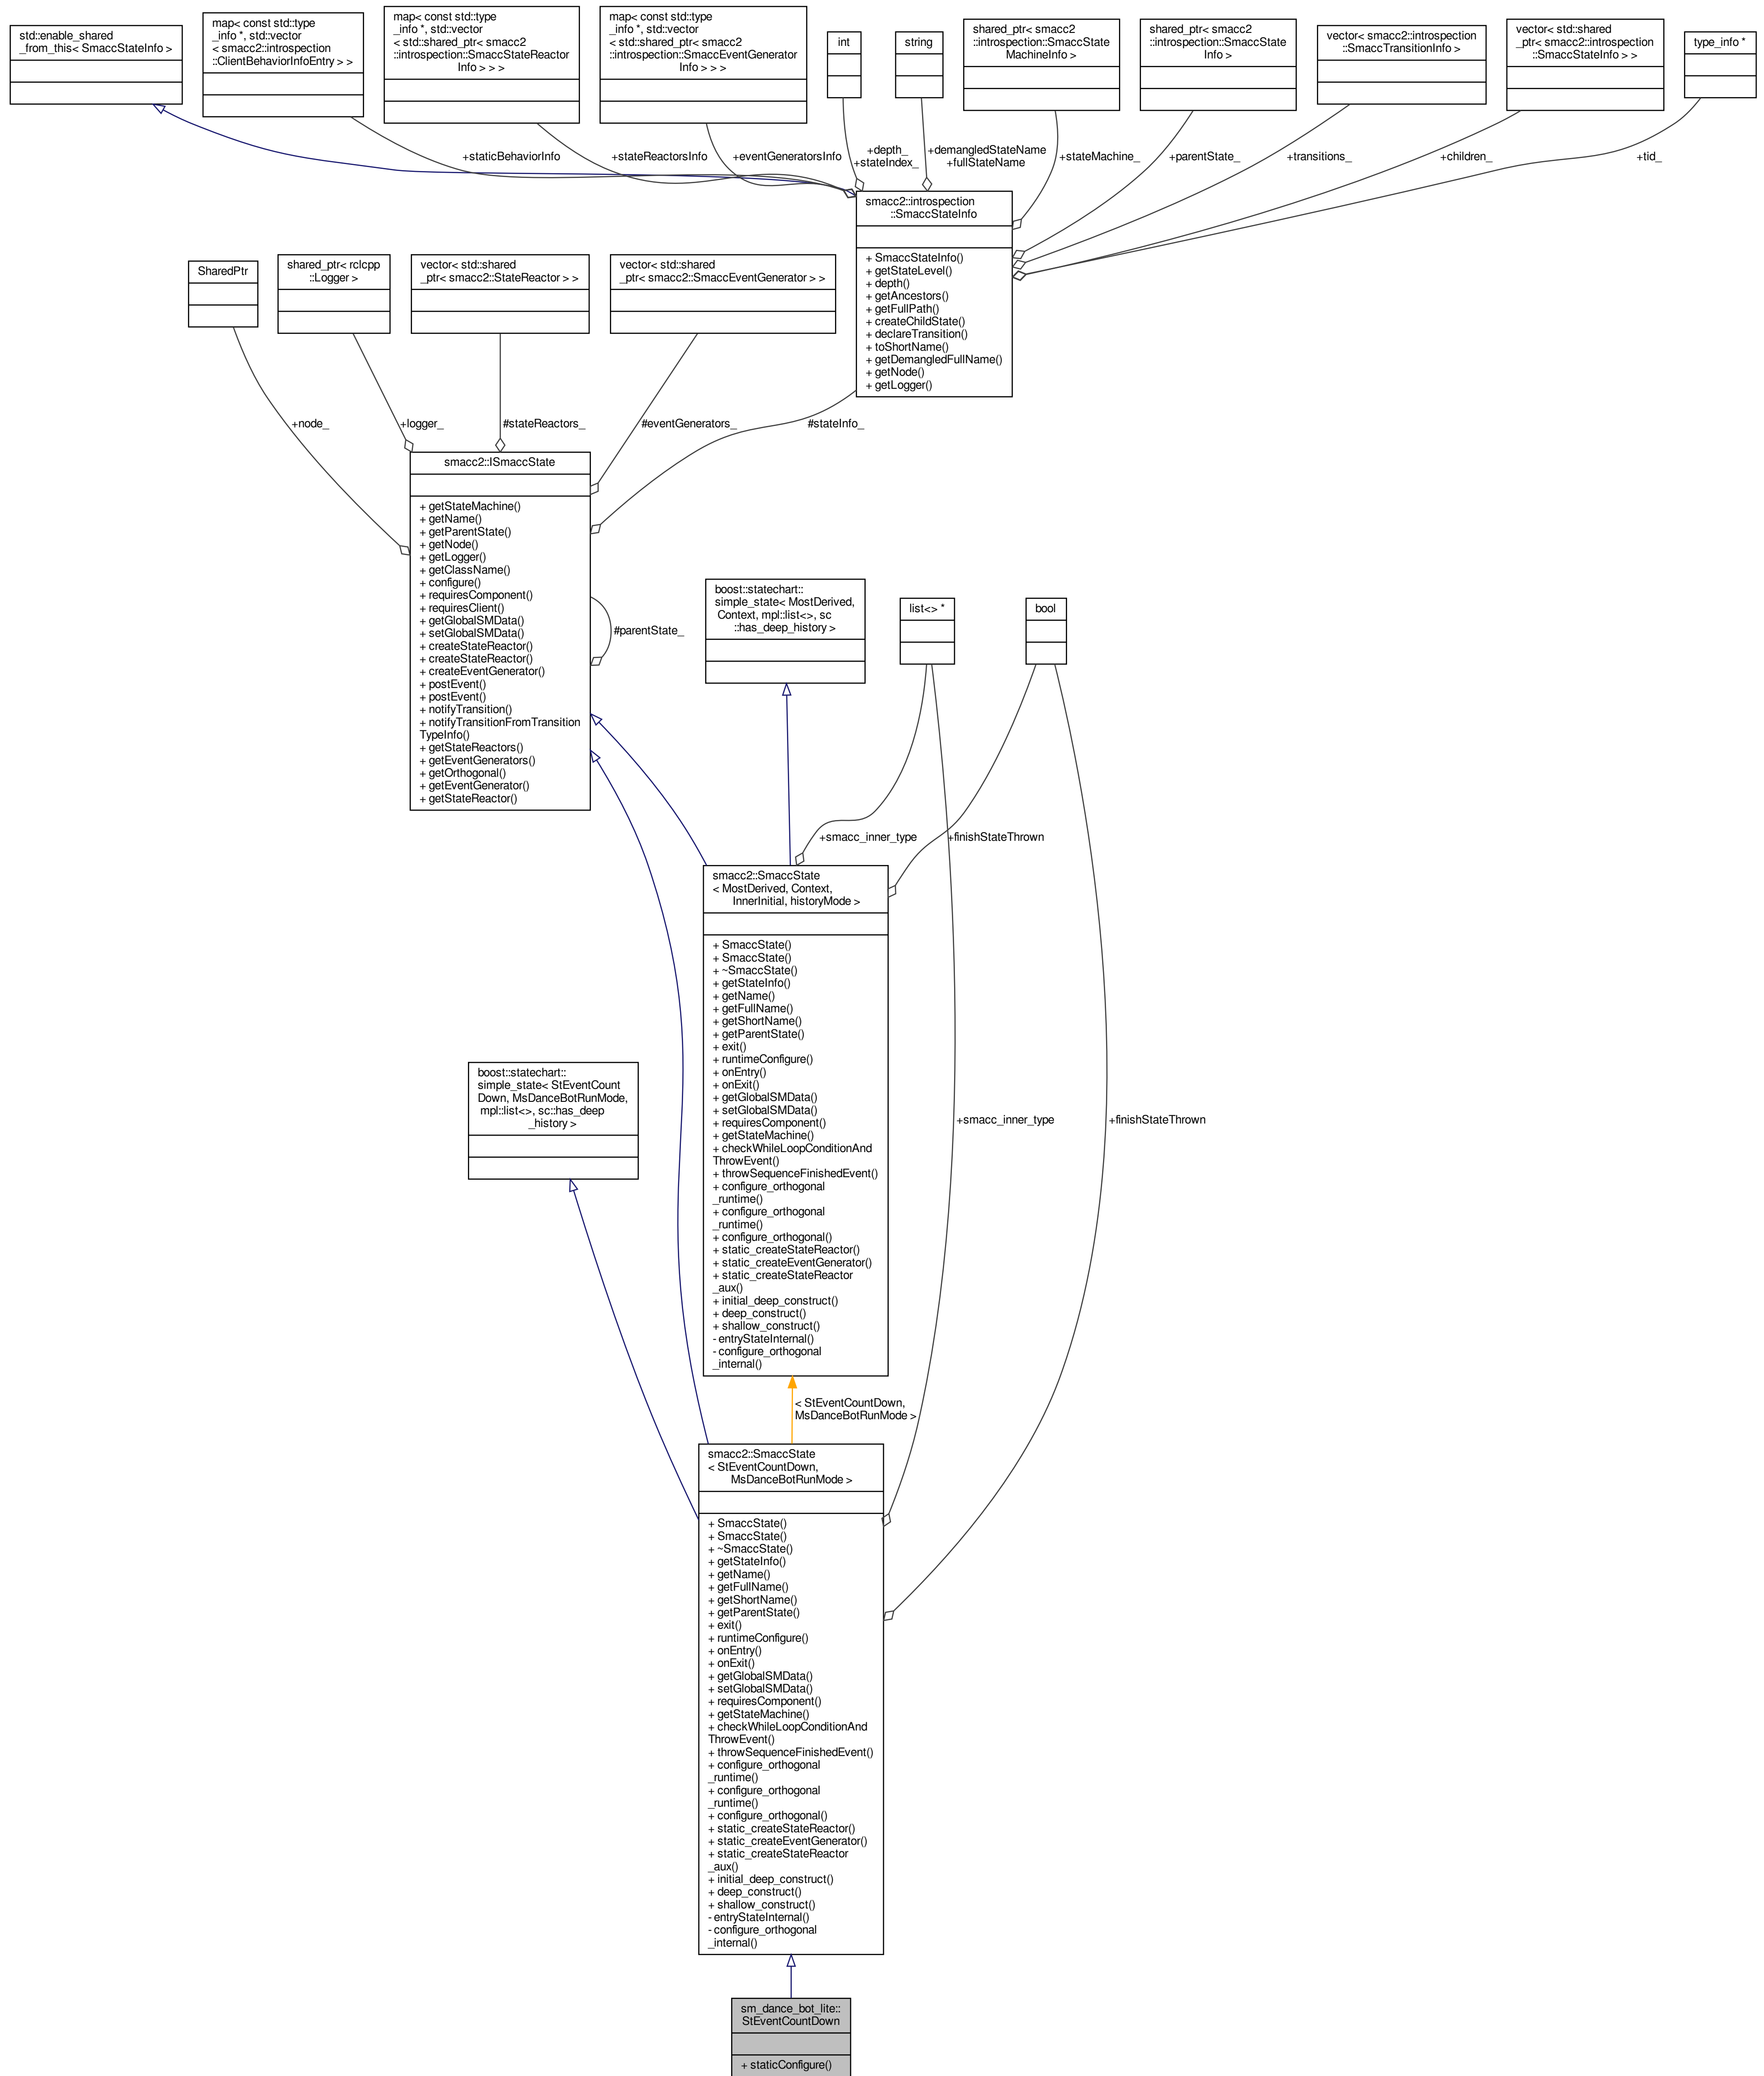 std::enable_shared
_from_this< SmaccStateInfo >
map< const std::type
_info *, std::vector
< smacc2::introspection
::ClientBehaviorInfoEntry > >
map< const std::type
_info *, std::vector
< std::shared_ptr< smacc2
::introspection::SmaccStateReactor
Info > > >
map< const std::type
_info *, std::vector
< std::shared_ptr< smacc2
::introspection::SmaccEventGenerator
Info > > >
int
string
shared_ptr< smacc2
::introspection::SmaccState
MachineInfo >
shared_ptr< smacc2
::introspection::SmaccState
Info >
vector< smacc2::introspection
::SmaccTransitionInfo >
vector< std::shared
_ptr< smacc2::introspection
::SmaccStateInfo > >
type_info *
+staticBehaviorInfo
+stateReactorsInfo
+eventGeneratorsInfo
+depth_
+stateIndex_
+demangledStateName
+fullStateName
+stateMachine_
+parentState_
+transitions_
+children_
+tid_
smacc2::introspection
::SmaccStateInfo
+ SmaccStateInfo()
+ getStateLevel()
+ depth()
+ getAncestors()
+ getFullPath()
+ createChildState()
+ declareTransition()
+ toShortName()
+ getDemangledFullName()
+ getNode()
+ getLogger()
SharedPtr
shared_ptr< rclcpp
::Logger >
vector< std::shared
_ptr< smacc2::StateReactor > >
vector< std::shared
_ptr< smacc2::SmaccEventGenerator > >
+node_
+logger_
#stateReactors_
#eventGenerators_
#stateInfo_
smacc2::ISmaccState
+ getStateMachine()
+ getName()
+ getParentState()
+ getNode()
+ getLogger()
+ getClassName()
+ configure()
+ requiresComponent()
+ requiresClient()
+ getGlobalSMData()
+ setGlobalSMData()
+ createStateReactor()
+ createStateReactor()
+ createEventGenerator()
+ postEvent()
+ postEvent()
+ notifyTransition()
+ notifyTransitionFromTransition
TypeInfo()
+ getStateReactors()
+ getEventGenerators()
+ getOrthogonal()
+ getEventGenerator()
+ getStateReactor()
#parentState_
boost::statechart::
simple_state< MostDerived,
Context, mpl::list<>, sc
::has_deep_history >
list<> *
bool
+smacc_inner_type
+finishStateThrown
smacc2::SmaccState
< MostDerived, Context,
InnerInitial, historyMode >
+ SmaccState()
+ SmaccState()
+ ~SmaccState()
+ getStateInfo()
+ getName()
+ getFullName()
+ getShortName()
+ getParentState()
+ exit()
+ runtimeConfigure()
+ onEntry()
+ onExit()
+ getGlobalSMData()
+ setGlobalSMData()
+ requiresComponent()
+ getStateMachine()
+ checkWhileLoopConditionAnd
ThrowEvent()
+ throwSequenceFinishedEvent()
+ configure_orthogonal
_runtime()
+ configure_orthogonal
_runtime()
+ configure_orthogonal()
+ static_createStateReactor()
+ static_createEventGenerator()
+ static_createStateReactor
_aux()
+ initial_deep_construct()
+ deep_construct()
+ shallow_construct()
- entryStateInternal()
- configure_orthogonal
_internal()
boost::statechart::
simple_state< StEventCount
Down, MsDanceBotRunMode,
mpl::list<>, sc::has_deep
_history >
+smacc_inner_type
+finishStateThrown
< StEventCountDown,
MsDanceBotRunMode >
smacc2::SmaccState
< StEventCountDown,
MsDanceBotRunMode >
+ SmaccState()
+ SmaccState()
+ ~SmaccState()
+ getStateInfo()
+ getName()
+ getFullName()
+ getShortName()
+ getParentState()
+ exit()
+ runtimeConfigure()
+ onEntry()
+ onExit()
+ getGlobalSMData()
+ setGlobalSMData()
+ requiresComponent()
+ getStateMachine()
+ checkWhileLoopConditionAnd
ThrowEvent()
+ throwSequenceFinishedEvent()
+ configure_orthogonal
_runtime()
+ configure_orthogonal
_runtime()
+ configure_orthogonal()
+ static_createStateReactor()
+ static_createEventGenerator()
+ static_createStateReactor
_aux()
+ initial_deep_construct()
+ deep_construct()
+ shallow_construct()
- entryStateInternal()
- configure_orthogonal
_internal()
sm_dance_bot_lite::
StEventCountDown
+ staticConfigure()